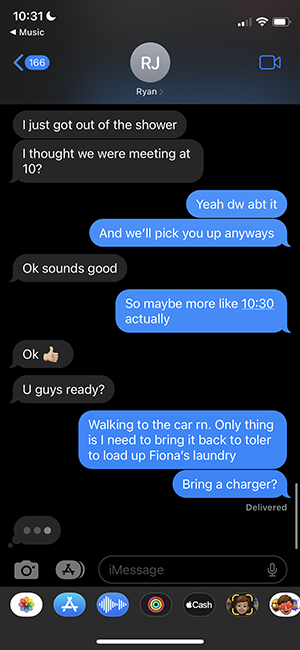 10:31
Music
166
RJ
Ryan
I just got out of the shower
I thought we were meeting at
10?
Yeah dw abt it
And we'll pick you up anyways
Ok sounds good
So maybe more like 10:30
actually
Ok 👍🏼
U guys ready?
Walking to the car rn. Only thing
is I need to bring it back to toler
to load up Fiona's laundry
Bring a charger?
Delivered
iMessage
Cash